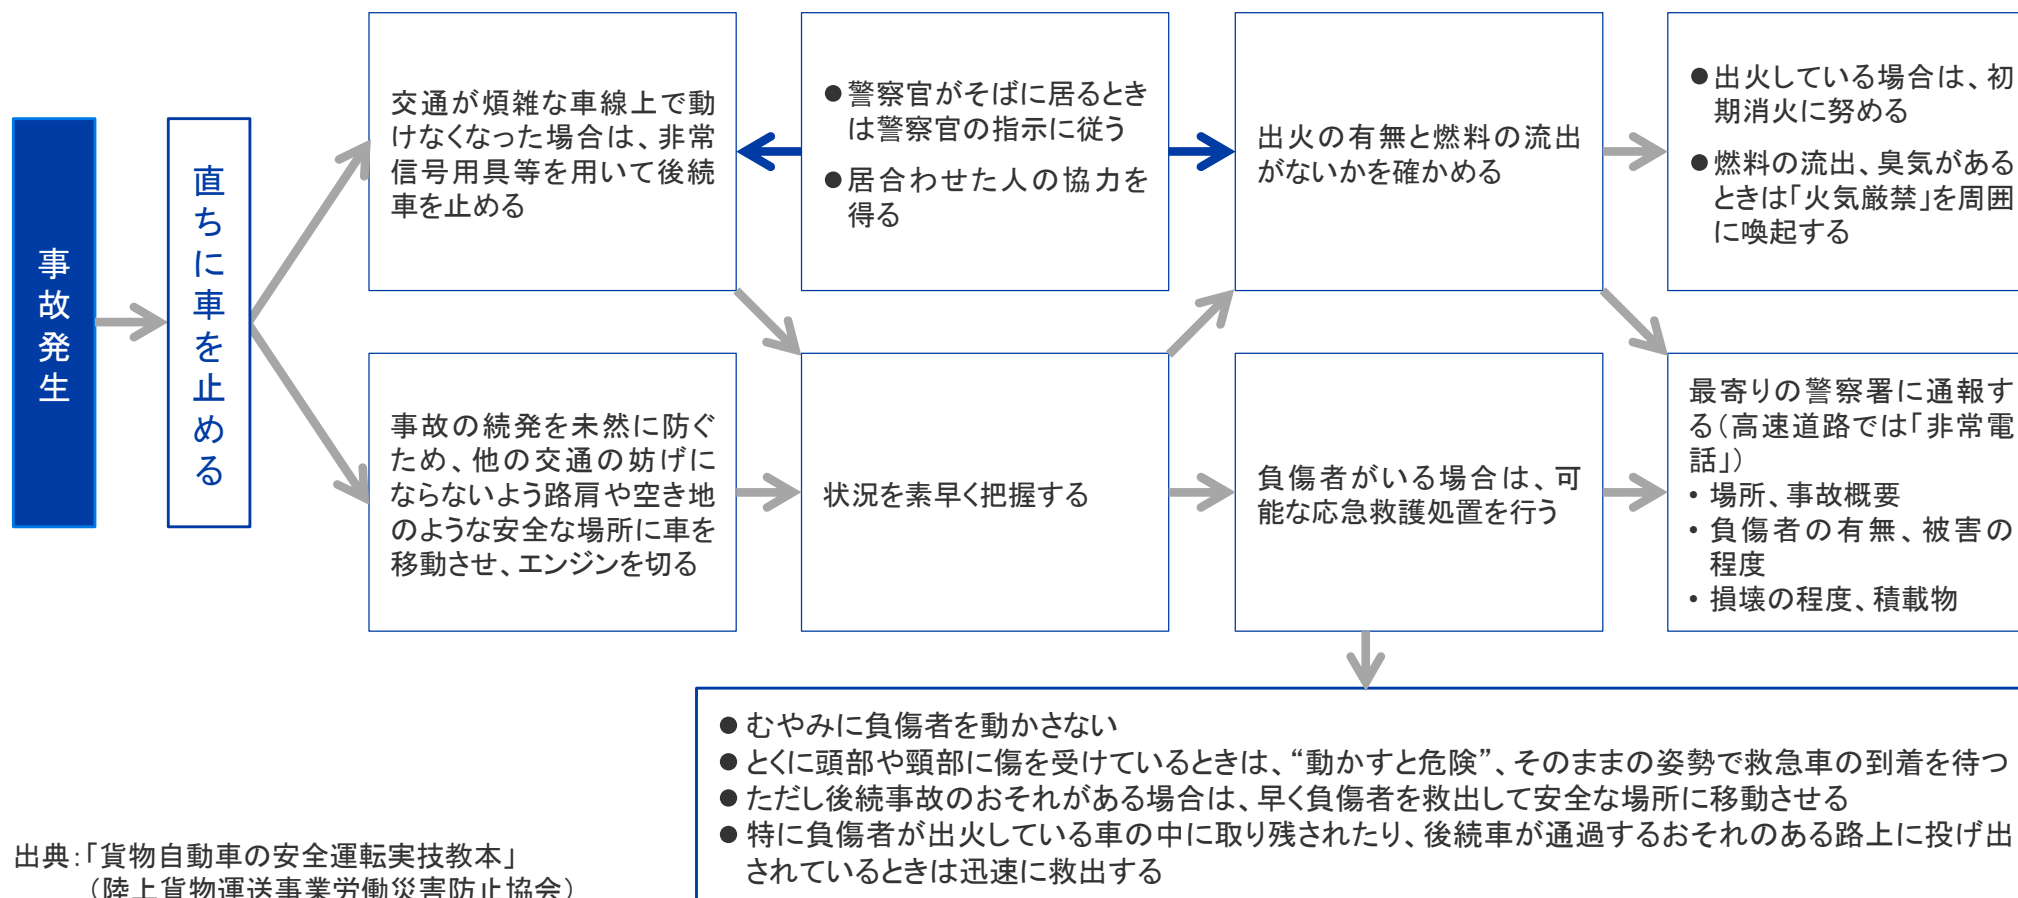 事故発生
直ちに車を止める
交通が煩雑な車線上で動
けなくなった場合は、非常
信号用具等を用いて後続
車を止める
●警察官がそばに居るとき
は警察官の指示に従う
●居合わせた人の協力を
得る
出火の有無と燃料の流出
がないかを確かめる
●出火している場合は、初
期消火に努める
●燃料の流出、臭気がある
ときは「火気厳禁」を周囲
に喚起する
事故の続発を未然に防ぐ
ため、他の交通の妨げに
ならないよう路肩や空き地
のような安全な場所に車を
移動させ、エンジンを切る
状況を素早く把握する
負傷者がいる場合は、可
能な応急救護処置を行う
最寄りの警察署に通報す
る(高速道路では「非常電
話」)
• 場所、事故概要
• 負傷者の有無、被害の
程度
• 損壊の程度、積載物
●むやみに負傷者を動かさない
●とくに頭部や頸部に傷を受けているときは、“動かすと危険”、そのままの姿勢で救急車の到着を待つ
●ただし後続事故のおそれがある場合は、早く負傷者を救出して安全な場所に移動させる
●特に負傷者が出火している車の中に取り残されたり、後続車が通過するおそれのある路上に投げ出
されているときは迅速に救出する
出典:「貨物自動車の安全運転実技教本」
(陸上貨物運送事業労働災害防止協会)